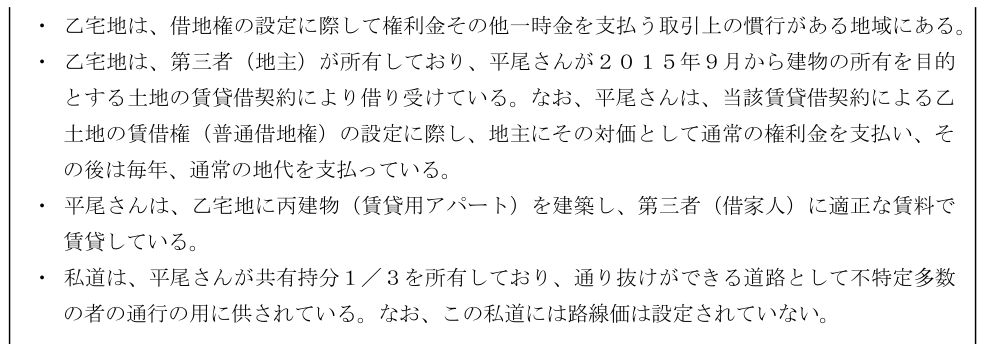 ・ 乙宅地は、借地権の設定に際して権利金その他一時金を支払う取引上の慣行がある地域にある。
・ 乙宅地は、第三者（地主）が所有しており、平尾さんが２０１５年９月から建物の所有を目的
とする土地の賃貸借契約により借り受けている。なお、平尾さんは、当該賃貸借契約による乙
土地の賃借権（普通借地権）の設定に際し、地主にその対価として通常の権利金を支払い、そ
の後は毎年、通常の地代を支払っている。
・ 平尾さんは、乙宅地に丙建物（賃貸用アパート）を建築し、第三者（借家人）に適正な賃料で
賃貸している。
・ 私道は、平尾さんが共有持分１／３を所有しており、通り抜けができる道路として不特定多数
の者の通行の用に供されている。なお、この私道には路線価は設定されていない。